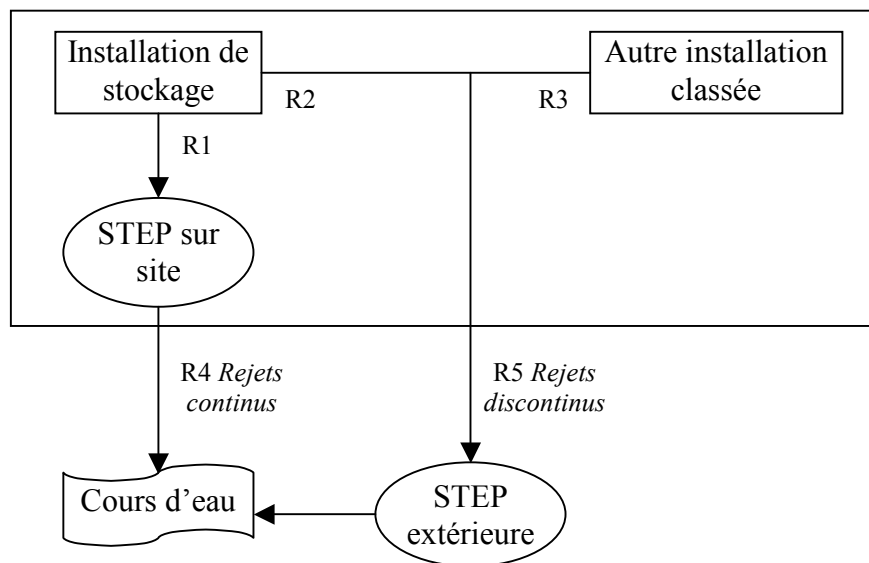 Installation de
stockage
Autre installation
classée
R2
R3
R1
STEP sur
site
R4 Rejets
continus
R5 Rejets
discontinus
Cours d’eau
STEP
extérieure